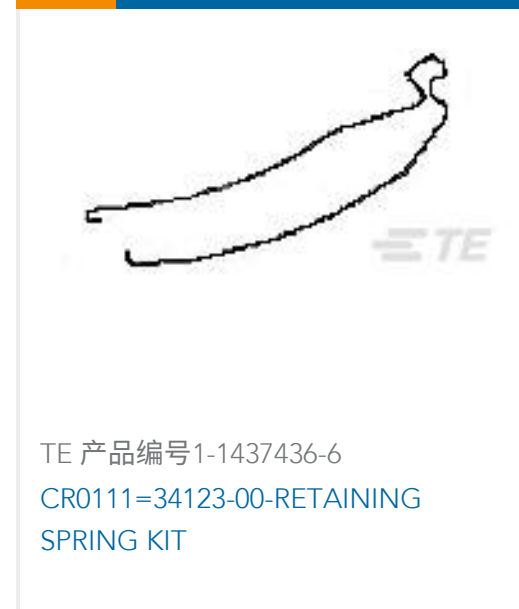 TE
TE 产品编号1-1437436-6
CR0111=34123-00-RETAINING
SPRING KIT